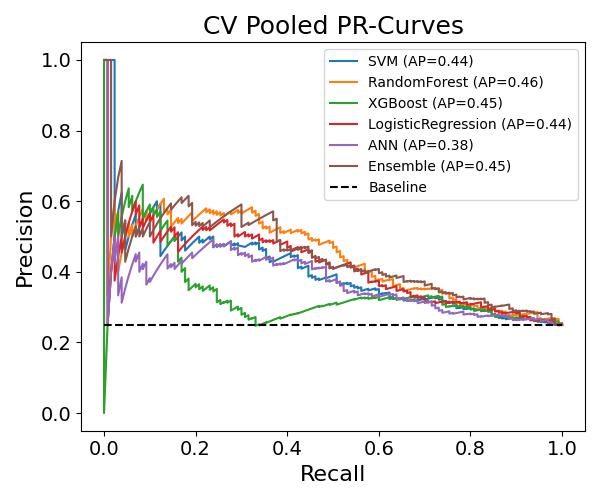 CV Pooled PR-Curves
SVM (AP=0.44)
RandomForest (AP=0.46)
XGBoost (AP=0.45)
LogisticRegression (AP=0.44)
ANN (AP=0.38)
Ensemble (AP=0.45)
Baseline
Precision
1.0
0.8
0.6
0.4
0.2
0.0
0.0 0.2 0.4 0.6 0.8 1.0
Recall